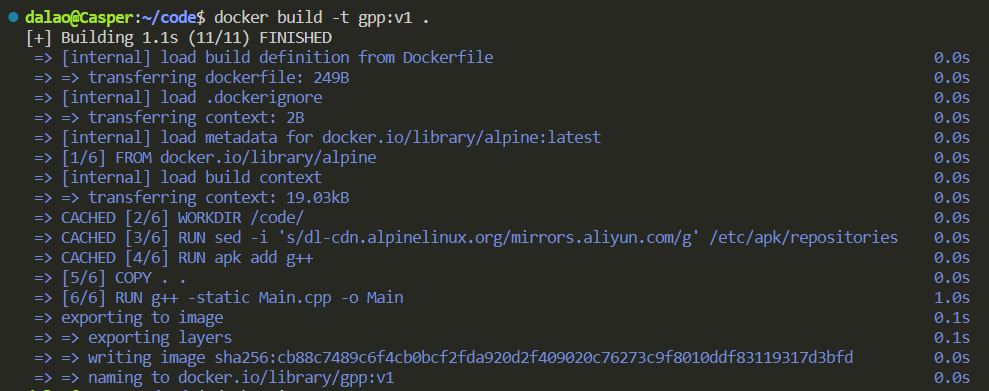 dalao@Casper:~/code$ docker build -t gpp:v1 .
[+] Building 1.1s (11/11) FINISHED
=> [internal] load build definition from Dockerfile 0.0s
=> => transferring dockerfile: 249B 0.0s
=> [internal] load .dockerignore 0.0s
=> => transferring context: 2B 0.0s
=> [internal] load metadata for docker.io/library/alpine:latest 0.0s
=> [1/6] FROM docker.io/library/alpine 0.0s
=> [internal] load build context 0.0s
=> => transferring context: 19.03kB 0.0s
=> CACHED [2/6] WORKDIR /code/ 0.0s
=> CACHED [3/6] RUN sed -i 's/dl-cdn.alpinelinux.org/mirrors.aliyun.com/g' /etc/apk/repositories 0.0s
=> CACHED [4/6] RUN apk add g++ 0.0s
=> [5/6] COPY . . 0.0s
=> [6/6] RUN g++ -static Main.cpp -o Main 1.0s
=> exporting to image 0.1s
=> => exporting layers 0.1s
=> => writing image sha256:cb88c7489c6f4cb0bcf2fda920d2f409020c76273c9f8010ddf83119317d3bfd 0.0s
=> => naming to docker.io/library/gpp:v1 0.0s